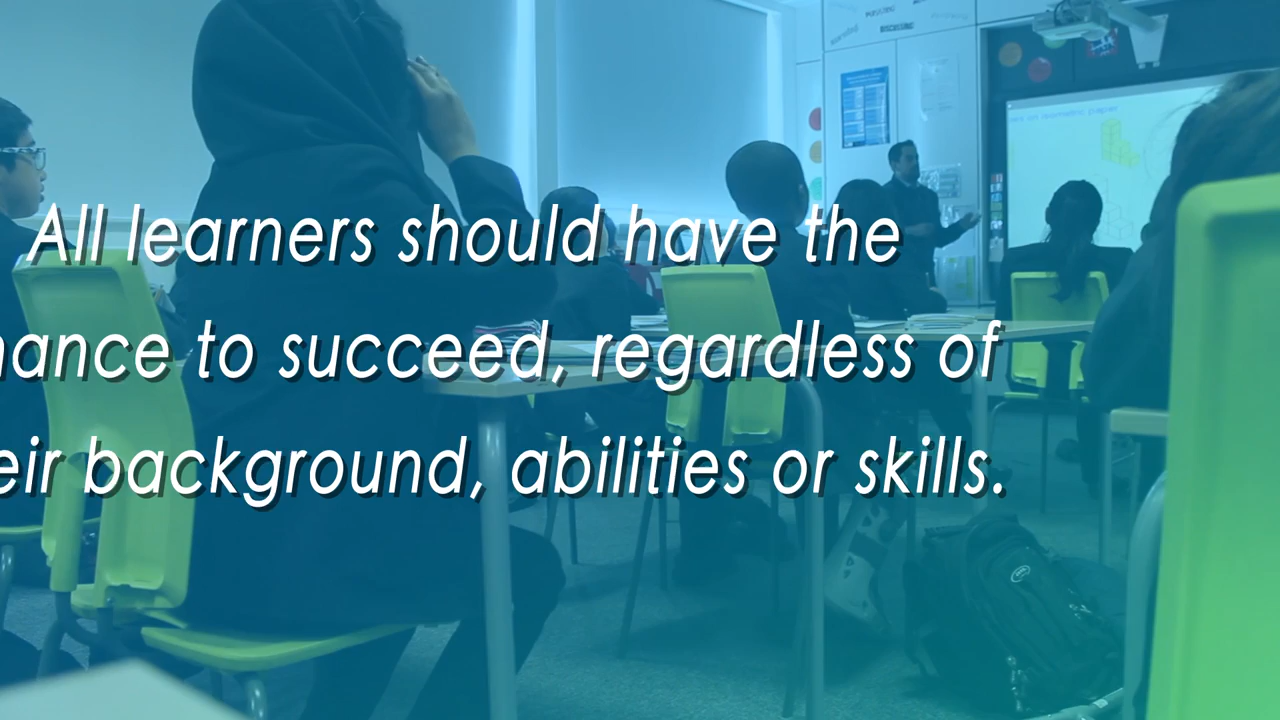 All learners should have the
hance to succeed, regardless of
eir background, abilities or skills.